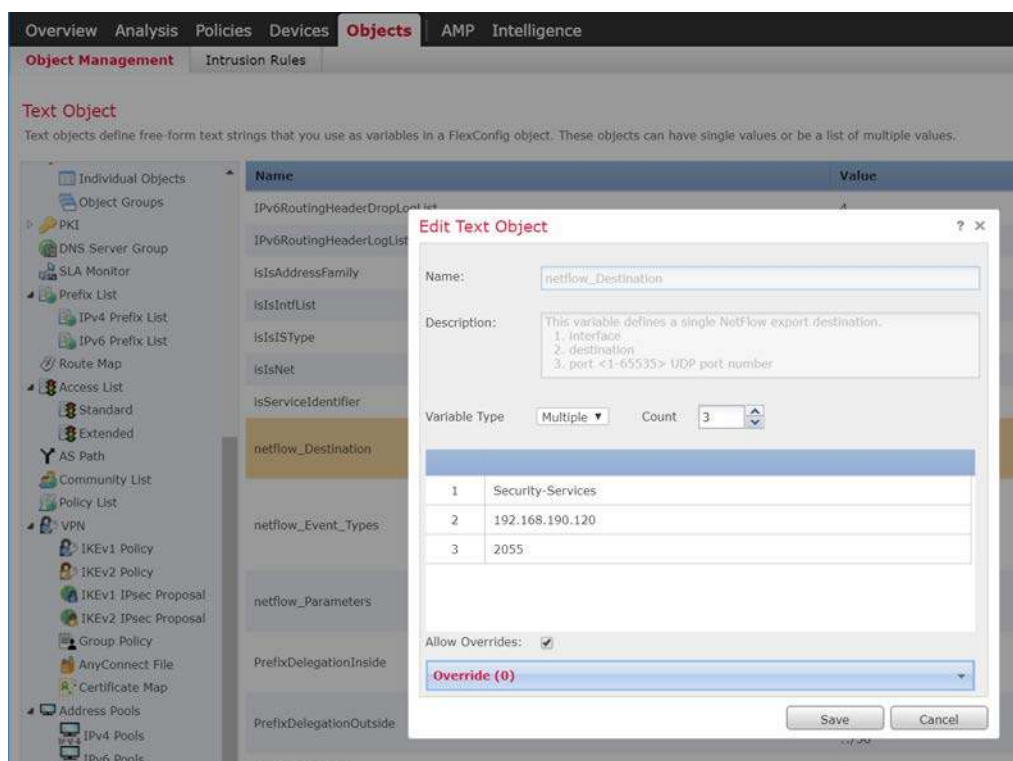 Overview Analysis Policies Devices Objects AMP Intelligence
Object Management Intrusion Rules
Text Object
Text objects define free-form text strings that you use as variables in a FlexConfig object. These objects can have single values or be a list of multiple values.
Individual Objects
Object Groups
PKI
DNS Server Group
SLA Monitor
Prefix List
IPv4 Prefix List
IPv6 Prefix List
Route Map
Access List
Standard
Extended
AS Path
Community List
Policy List
VPN
IKEv1 Policy
IKEv2 Policy
IKEv1 IPsec Proposal
IKEv2 IPsec Proposal
Group Policy
AnyConnect File
Certificate Map
Address Pools
IPv4 Pools
IPv6 Pools
Name Value
IPv6RoutingHeaderDropLogList 4
IPv6RoutingHeaderLogList
isIsAddressFamily
isIsIntfList
isIsISType
isIsNet
isServiceIdentifier
netflow_Destination
netflow_Event_Types
netflow_Parameters
PrefixDelegationInside
PrefixDelegationOutside
Edit Text Object ? ×
Name: netflow_Destination
Description: This variable defines a single NetFlow export destination.
1. interface
2. destination
3. port <1-65535> UDP port number
Variable Type Multiple Count 3
1 Security-Services
2 192.168.190.120
3 2055
Allow Overrides:
Override (0)
Save Cancel